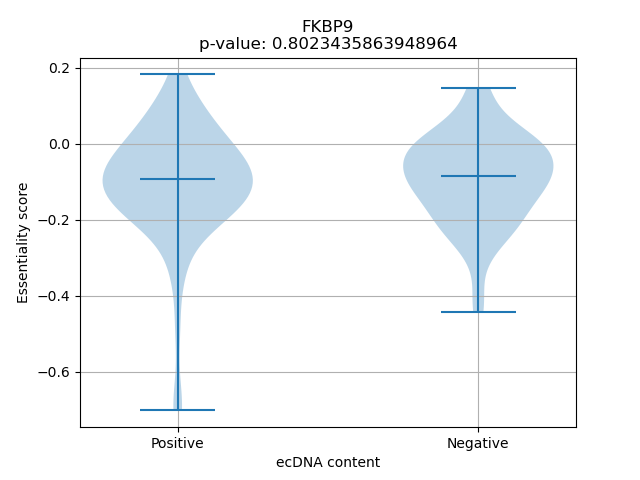 FKBP9
p-value: 0.8023435863948964
0.2
0.0
−0.2
−0.4
−0.6
Essentiality score
Positive
Negative
ecDNA content